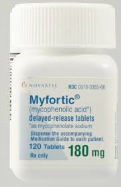 NOVARTIS
NDC 0078-0385-66
Myfortic®
(mycophenolic acid*)
delayed-release tablets
*as mycophenolate sodium
Dispense the accompanying
Medication Guide to each patient.
120 Tablets
180 mg
Rx only